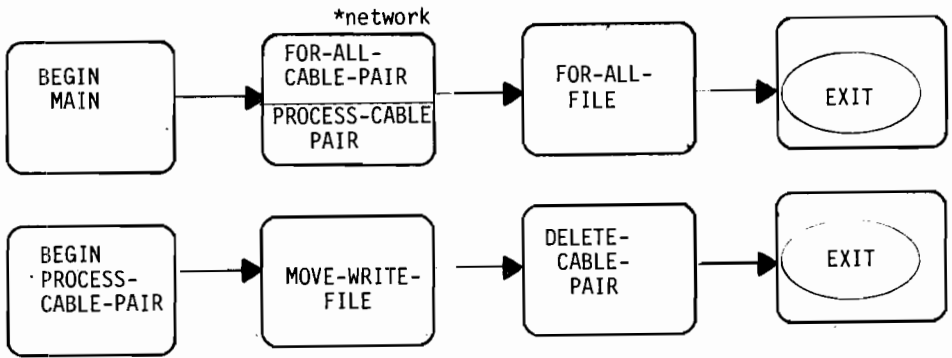 *network
BEGIN
MAIN
FOR-ALL-
CABLE-PAIR
PROCESS-CABLE
PAIR
FOR-ALL-
FILE
EXIT
BEGIN
PROCESS-
CABLE-PAIR
MOVE-WRITE-
FILE
DELETE-
CABLE-
PAIR
EXIT